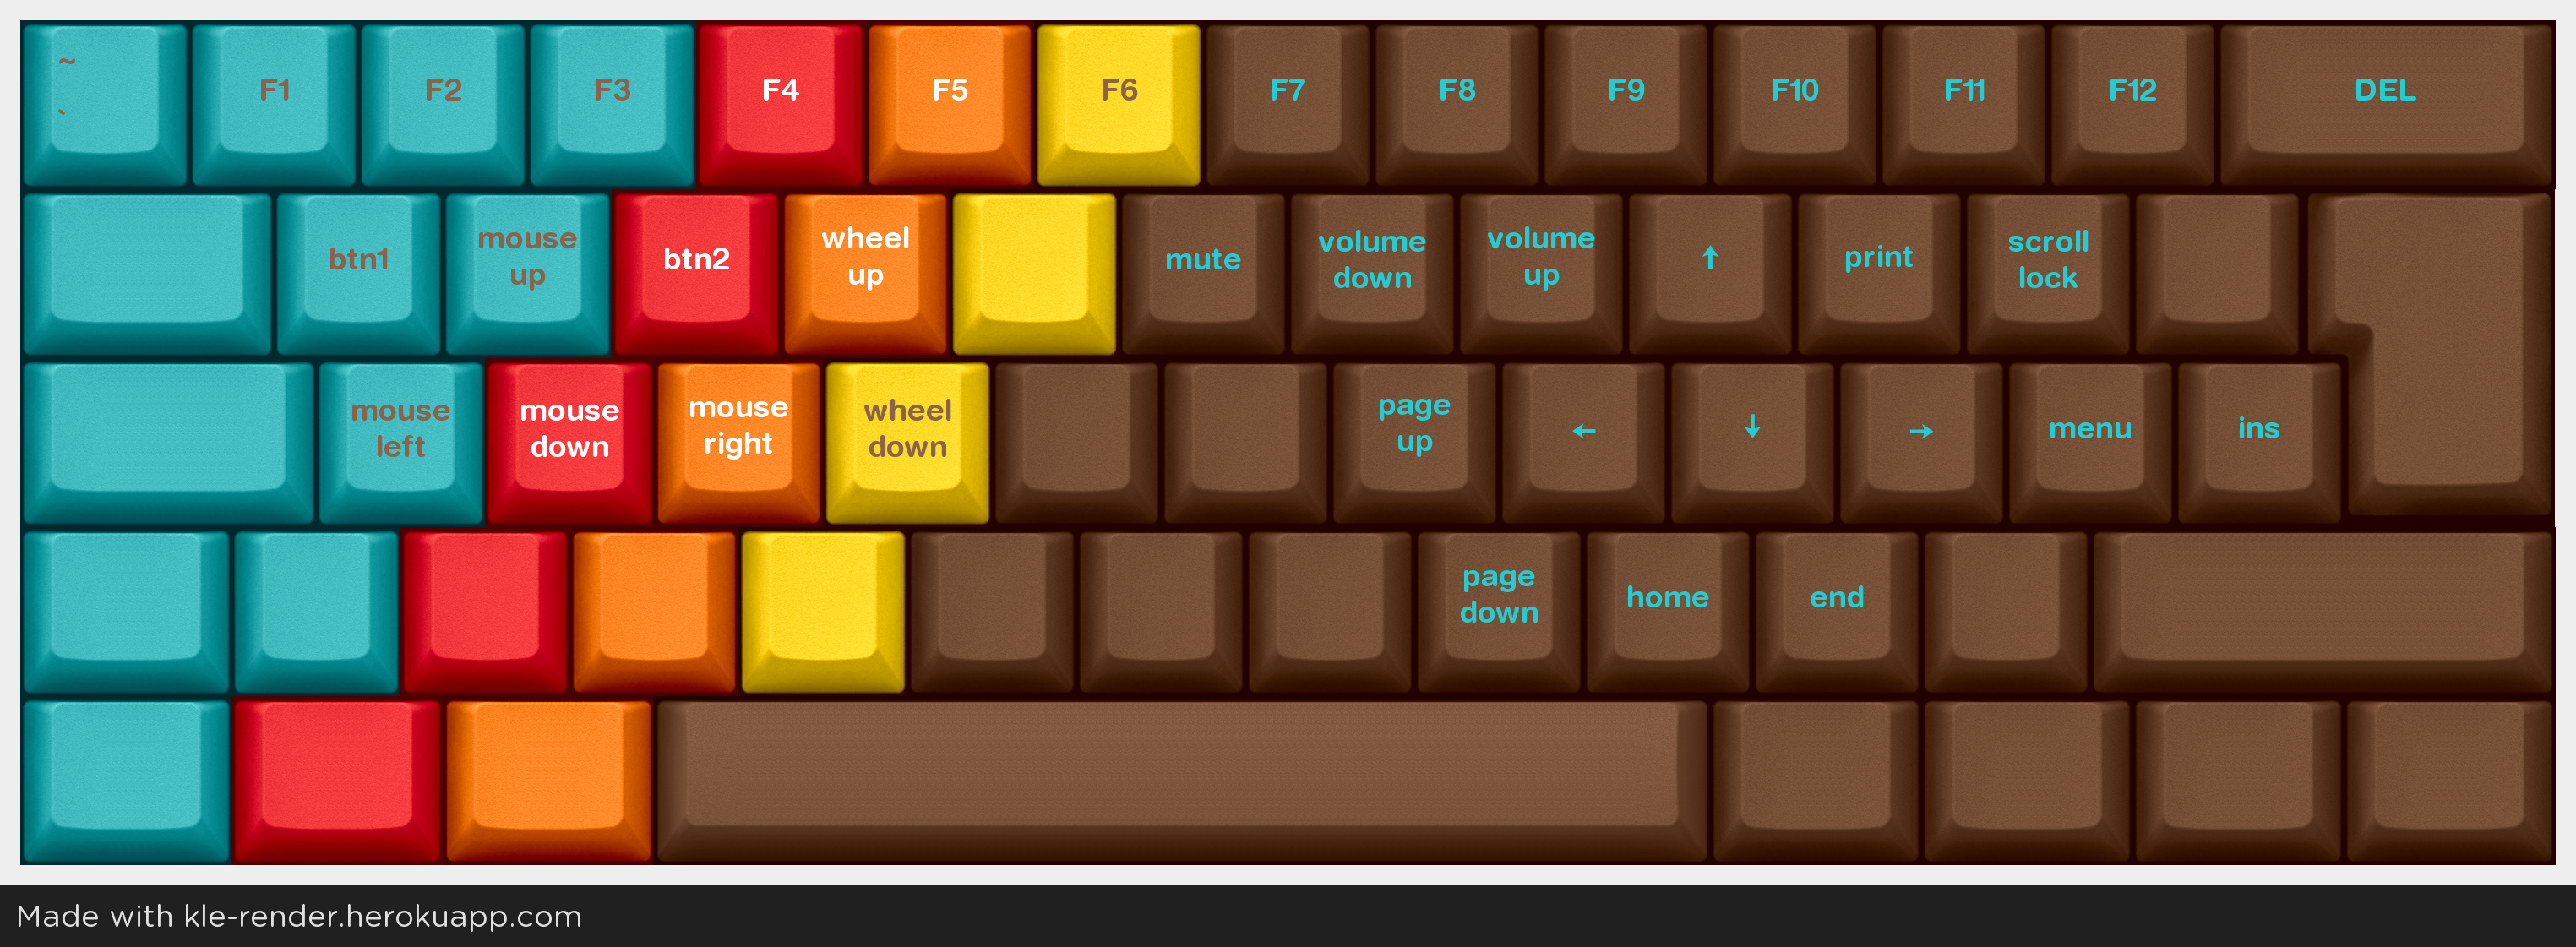 ~
` F1 F2 F3 F4 F5 F6 F7 F8 F9 F10 F11 F12 DEL
btn1
mouse
up
btn2
wheel
up
mute
volume
down
volume
up
↑
print
scroll
lock
mouse
left
mouse
down
mouse
right
wheel
down
page
up
←
↓
→
menu
ins
page
down
home
end
Made with kle-render.herokuapp.com